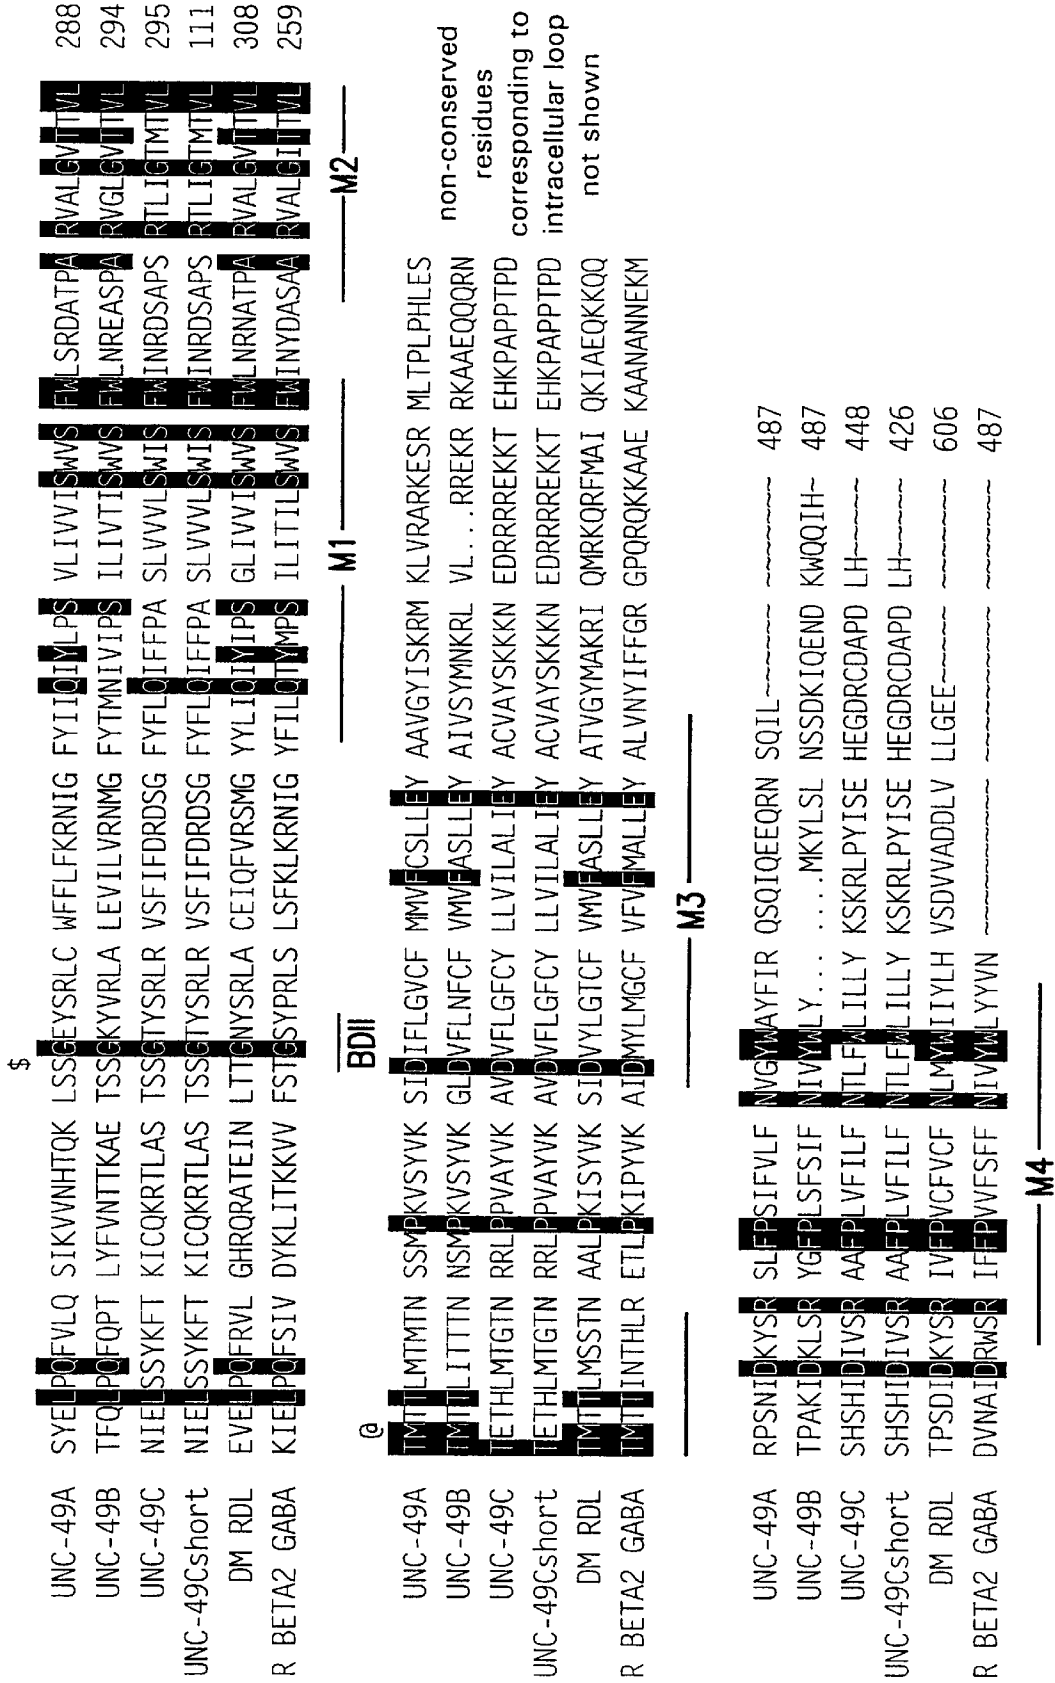 $
UNC-49A SYELPQFVLQ SIKVVNHTQK LSSGEYSRLC WFFLFKRNIG FYIIQIYLPS VLIVVISWVS FWLSRDATPA RVALGVTTVL 288
UNC-49B TFQLPQFQPT LYFVNTTKAE TSSGKYVRLA LEVILVRNMG FYTMNIVIPS ILIVTISWVS FWLNREASPA RVGLGVTTVL 294
UNC-49C NIELSSYKFT KICQKRTLAS TSSGTYSRLR VSFIFDRDSG FYFLQIFFPA SLVVVLSWIS FWINRDSAPS RTLIGTMTVL 295
UNC-49Cshort NIELSSYKFT KICQKRTLAS TSSGTYSRLR VSFIFDRDSG FYFLQIFFPA SLVVVLSWIS FWINRDSAPS RTLIGTMTVL 111
DM RDL EVELPQFRVL GHRQRATEIN LTTGNYSRLA CEIQFVRSMG YYLIQIYIPS GLIVVISWVS FWLNRNATPA RVALGVTTVL 308
R BETA2 GABA KIELPQFSIV DYKLITKKVV FSTGSYPRLS LSFKLKRNIG YFILQTYMPS ILITILSWVS FWINYDASAA RVALGITTVL 259
BDII M1 M2
@
UNC-49A TMTTLMTMTN SSMPKVSYVK SIDIFLGVCF MMVFCSLLEY AAVGYISKRM KLVRARKESR MLTPLPHLES
UNC-49B TMTTLITTTN NSMPKVSYVK GLDVFLNFCF VMVFASLLEY AIVSYMNKRL VL...RREKR RKAAEQQQRN
UNC-49C TETHLMTGTN RRLPPVAYVK AVDVFLGFCY LLVILALIEY ACVAYSKKKN EDRRRREKKT EHKPAPPTPD
UNC-49Cshort TETHLMTGTN RRLPPVAYVK AVDVFLGFCY LLVILALIEY ACVAYSKKKN EDRRRREKKT EHKPAPPTPD
DM RDL TMTTLMSSTN AALPKISYVK SIDVYLGTCF VMVFASLLEY ATVGYMAKRI QMRKQRFMAI QKIAEQKKQQ
R BETA2 GABA TMTTINTHLR ETLPKIPYVK AIDMYLMGCF VFVFMALLEY ALVNYIFFGR GPQRQKKAAE KAANANNEKM
non-conserved
residues
corresponding to
intracellular loop
not shown
M3
UNC-49A RPSNIDKYSR SLFPSIFVLF NVGYWAYFIR QSQIQEEQRN SQIL~~~~~~ ~~~~~~~~ 487
UNC-49B TPAKIDKLSR YGFPLSFSIF NIVYWLY... ....MKYLSL NSSDKIQEND KWQQIH~ 487
UNC-49C SHSHIDIVSR AAFPLVFILF NTLFWLILLY KSKRLPYISE HEGDRCDAPD LH~~~~~ 448
UNC-49Cshort SHSHIDIVSR AAFPLVFILF NTLFWLILLY KSKRLPYISE HEGDRCDAPD LH~~~~~ 426
DM RDL TPSDIDKYSR IVFPVCFVCF NLMYWIIYLH VSDVVADDLV LLGEE~~~~~ ~~~~~~~~ 606
R BETA2 GABA DVNAIDRWSR IFFPVVFSFF NIVYWLYYVN ~~~~~~~~~~ ~~~~~~~~~~ ~~~~~~~~ 487
M4